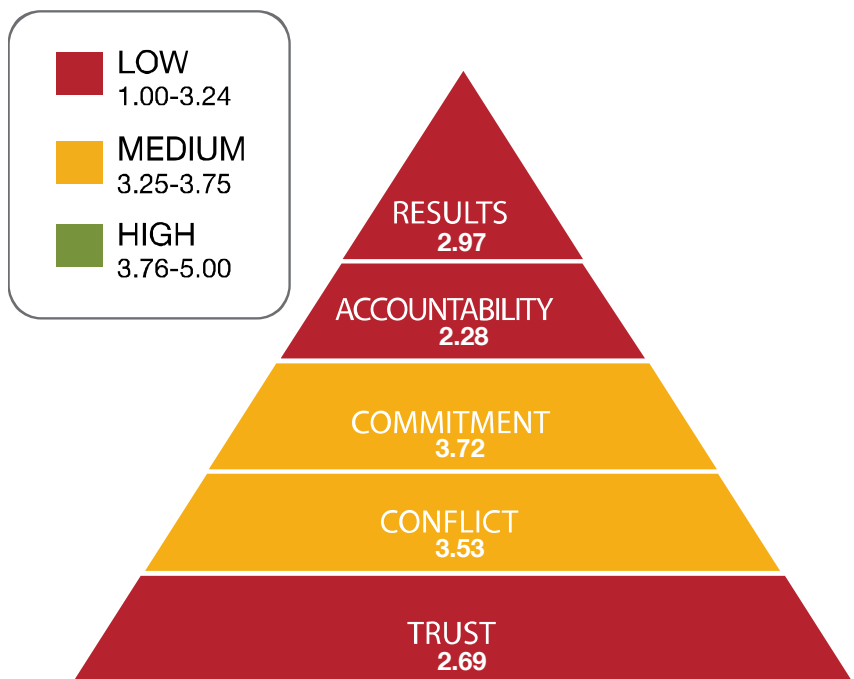 LOW
1.00-3.24
MEDIUM
3.25-3.75
HIGH
3.76-5.00
RESULTS
2.97
ACCOUNTABILITY
2.28
COMMITMENT
3.72
CONFLICT
3.53
TRUST
2.69